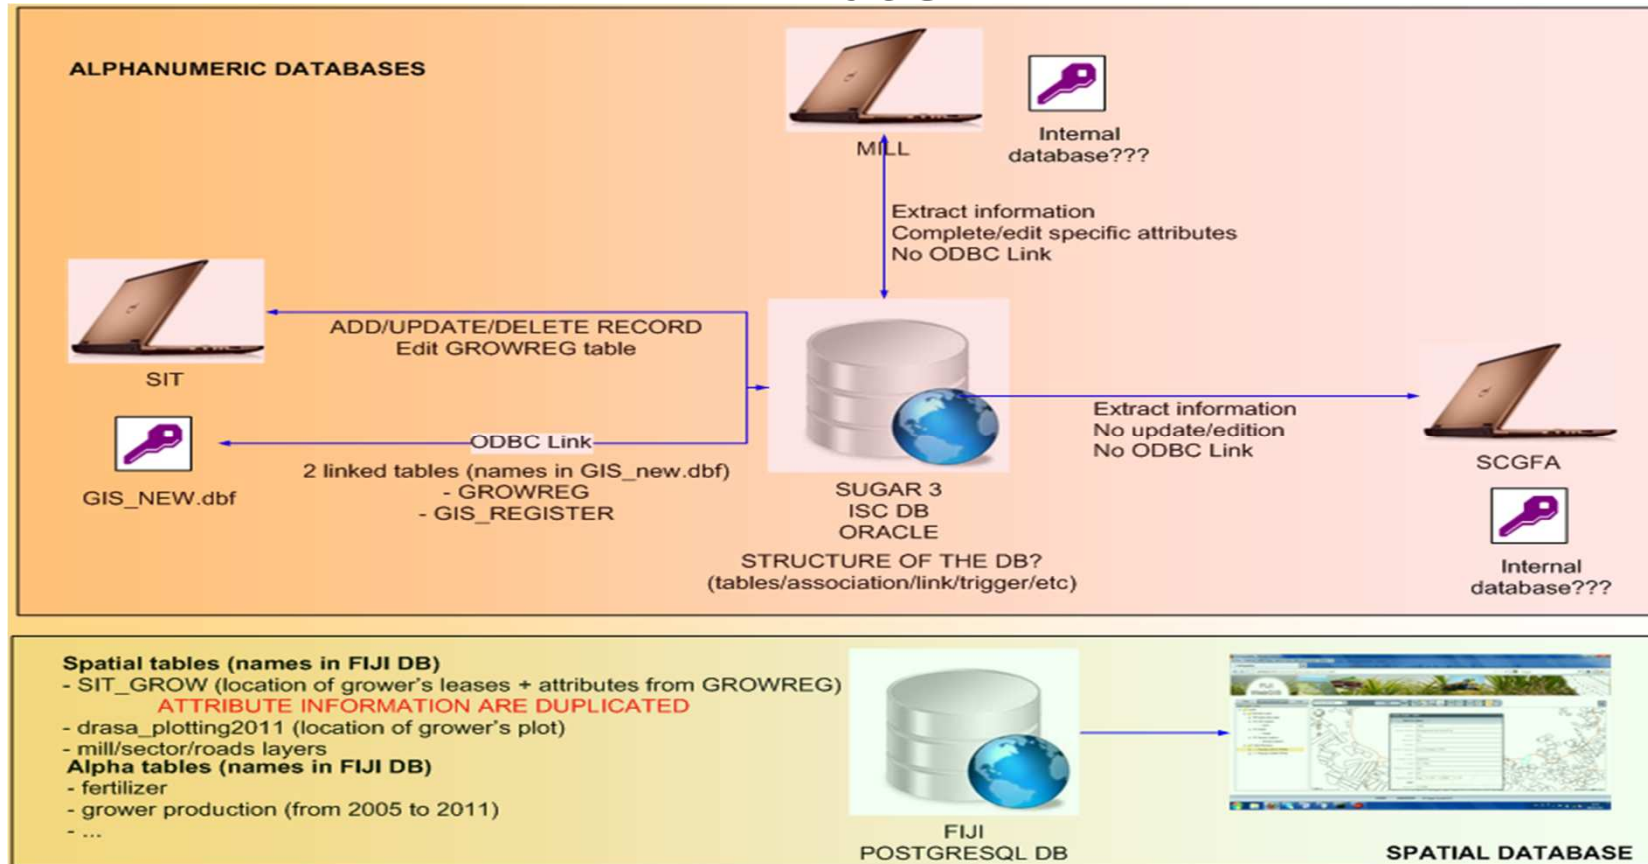 ALPHANUMERIC DATABASES
MILL
Internal
database???
Extract information
Complete/edit specific attributes
No ODBC Link
ADD/UPDATE/DELETE RECORD
Edit GROWREG table
SIT
ODBC Link
2 linked tables (names in GIS_new.dbf)
- GROWREG
- GIS_REGISTER
GIS_NEW.dbf
SUGAR 3
ISC DB
ORACLE
STRUCTURE OF THE DB?
(tables/association/link/trigger/etc)
Extract information
No update/edition
No ODBC Link
SCGFA
Internal
database???
Spatial tables (names in FIJI DB)
- SIT_GROW (location of grower's leases + attributes from GROWREG)
ATTRIBUTE INFORMATION ARE DUPLICATED
- drasa_plotting2011 (location of grower's plot)
- mill/sector/roads layers
Alpha tables (names in FIJI DB)
- fertilizer
- grower production (from 2005 to 2011)
- ...
FIJI
POSTGRESQL DB
FIJI
WebGIS
SPATIAL DATABASE